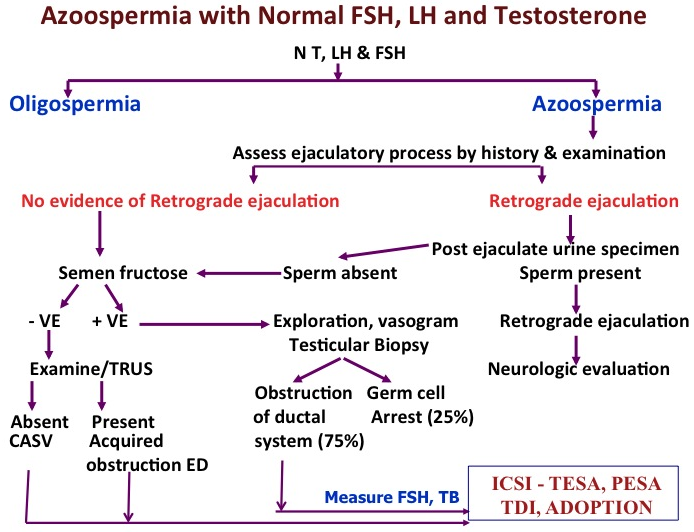 Azoospermia with Normal FSH, LH and Testosterone
N T, LH & FSH
Oligospermia
Azoospermia
Assess ejaculatory process by history & examination
No evidence of Retrograde ejaculation
Retrograde ejaculation
Post ejaculate urine specimen
Semen fructose
Sperm absent
Sperm present
- VE
+ VE
Exploration, vasogram
Testicular Biopsy
Retrograde ejaculation
Neurologic evaluation
Examine/TRUS
Obstruction
of ductal
system (75%)
Germ cell
Arrest (25%)
Absent
CASV
Present
Acquired
obstruction ED
Measure FSH, TB
ICSI - TESA, PESA
TDI, ADOPTION